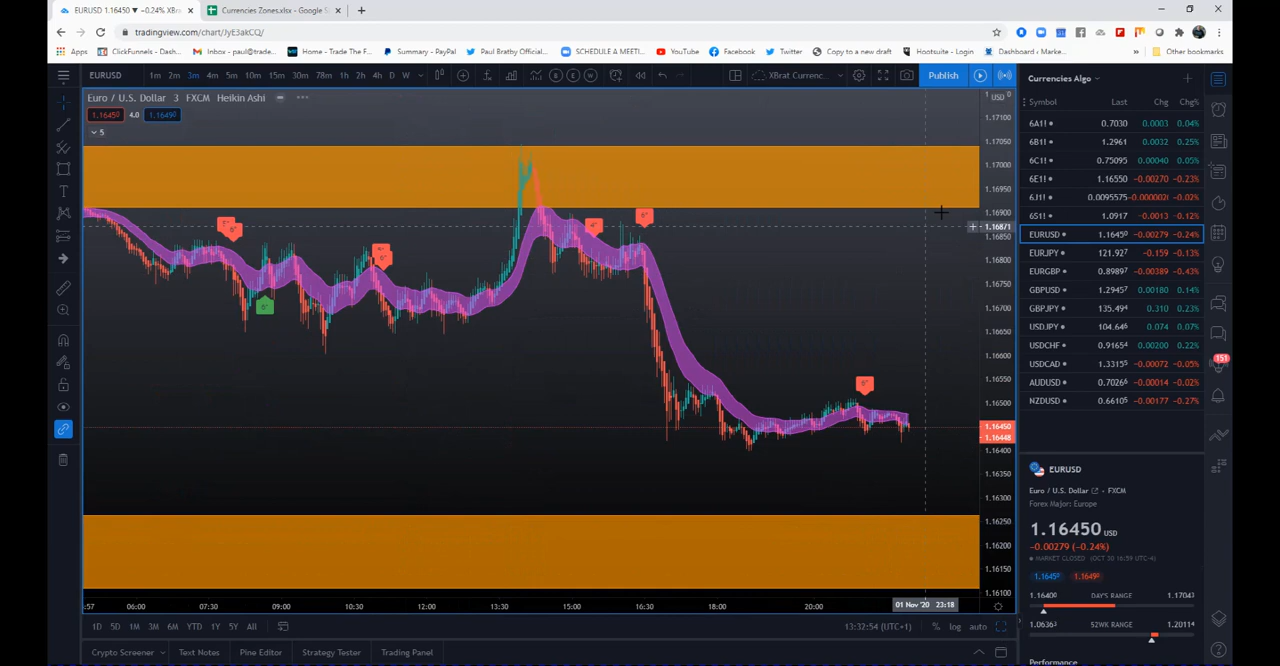 EURUSD 1.16450 ▼ −0.24% XBra
Currencies Zones.xlsx - Google S
tradingview.com/chart/7yE3akCQ/
Apps ClickFunnels - Dash... Inbox - paul@trade... Home - Trade The F... Summary - PayPal Paul Bratby Official... SCHEDULE A MEETI... YouTube Facebook Twitter Copy to a new draft Hootsuite - Login Dashboard ‹ Marke... » Other bookmarks
EURUSD 1m 2m 3m 4m 5m 10m 15m 30m 78m 1h 2h 4h D W XBrat Currenc... Publish
Currencies Algo
Euro / U.S. Dollar 3 FXCM Heikin Ashi
1.16450 4.0 1.16490
5
USD
1.17100
1.17050
1.17000
1.16950
1.16900
1.16871
1.16850
1.16800
1.16750
1.16700
1.16650
1.16600
1.16550
1.16500
1.16450
1.16448
1.16400
1.16350
1.16300
1.16250
1.16200
1.16150
1.16100
:57 06:00 07:30 09:00 10:30 12:00 13:30 15:00 16:30 18:00 20:00 01 Nov '20 23:18
1D 5D 1M 3M 6M YTD 1Y 5Y All
13:32:54 (UTC+1) % log auto
Crypto Screener Text Notes Pine Editor Strategy Tester Trading Panel
Symbol Last Chg Chg%
6A1! 0.7030 0.0003 0.04%
6B1! 1.2961 0.0032 0.25%
6C1! 0.75095 0.00040 0.05%
6E1! 1.16550 −0.00270 −0.23%
6J1! 0.0095575 −0.000002( −0.02%
6S1! 1.0917 −0.0013 −0.12%
EURUSD 1.16450 −0.00279 −0.24%
EURJPY 121.927 −0.159 −0.13%
EURGBP 0.89897 −0.00389 −0.43%
GBPUSD 1.29457 0.00180 0.14%
GBPJPY 135.494 0.310 0.23%
USDJPY 104.646 0.074 0.07%
USDCHF 0.91654 0.00200 0.22%
USDCAD 1.33155 −0.00072 −0.05%
AUDUSD 0.70266 −0.00014 −0.02%
NZDUSD 0.66105 −0.00177 −0.27%
151
EURUSD
Euro / U.S. Dollar • FXCM
Forex Major: Europe
1.16450 USD
−0.00279 (−0.24%)
MARKET CLOSED (OCT 30 16:59 UTC-4)
1.16450 1.16490
1.16400 DAYS RANGE 1.17043
1.06363 52WK RANGE 1.20114
Performance